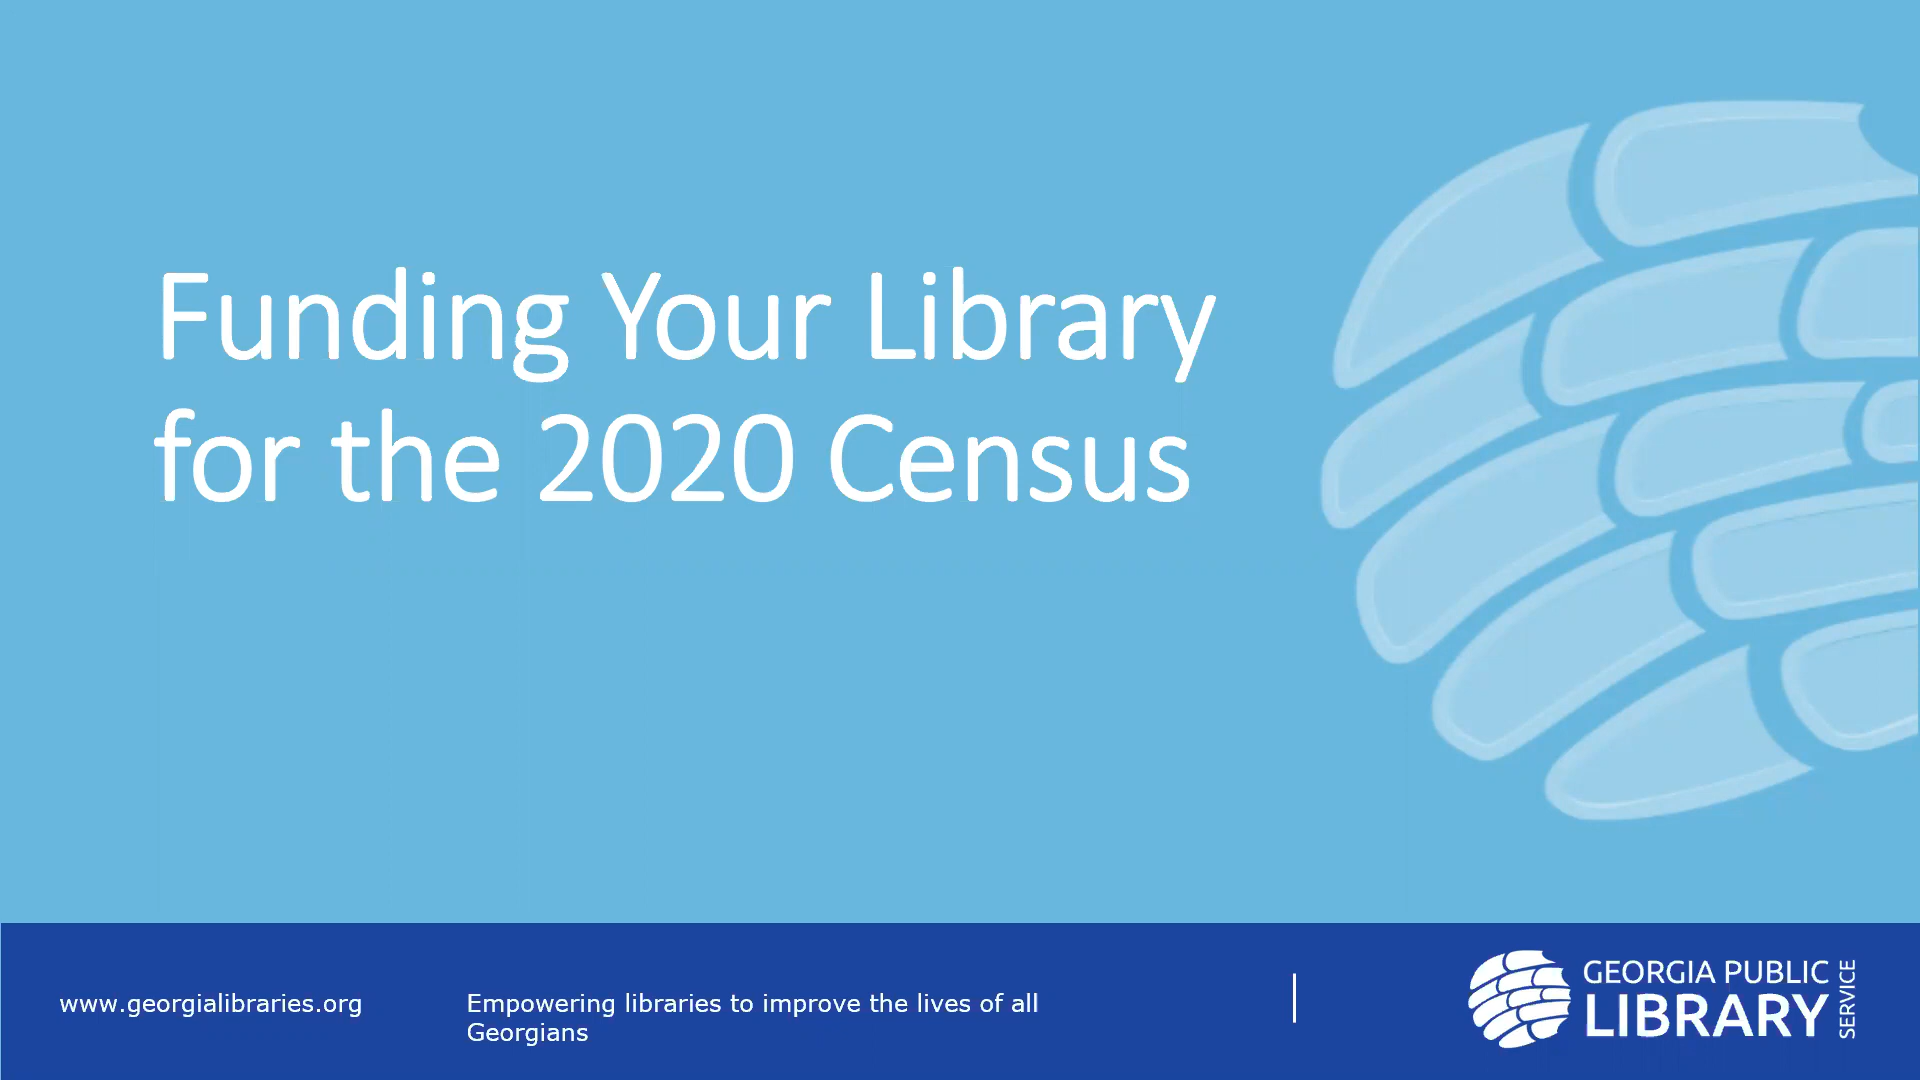 Funding Your Library
for the 2020 Census
www.georgialibraries.org
Empowering libraries to improve the lives of all
Georgians
GEORGIA PUBLIC
LIBRARY
SERVICE